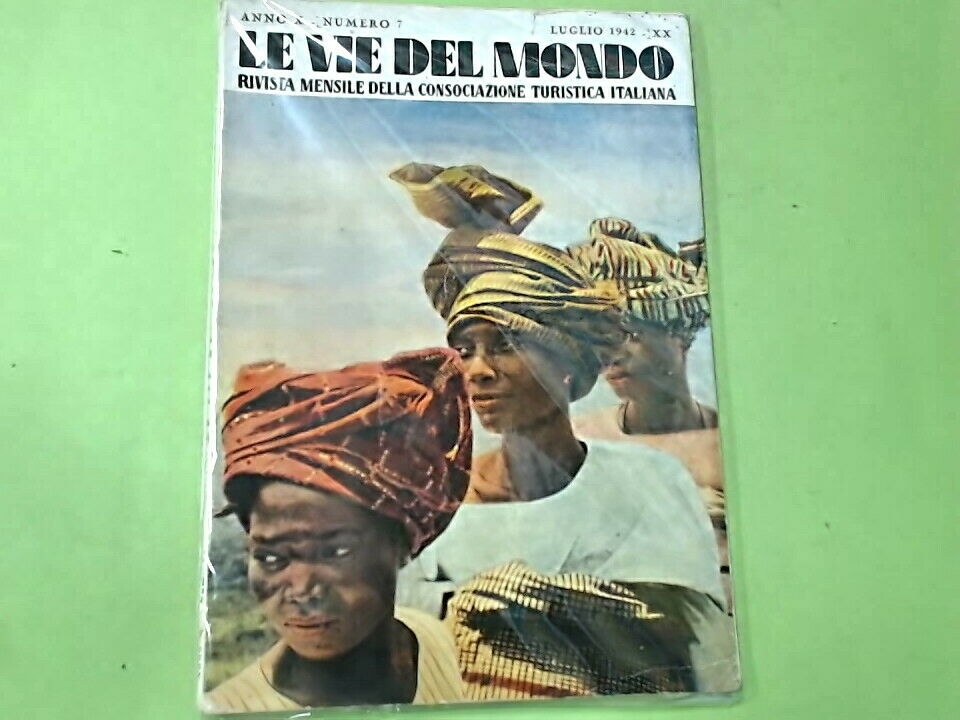 ANNO X - NUMERO 7
LUGLIO 1942 - XX
LE VIE DEL MONDO
RIVISTA MENSILE DELLA CONSOCIAZIONE TURISTICA ITALIANA